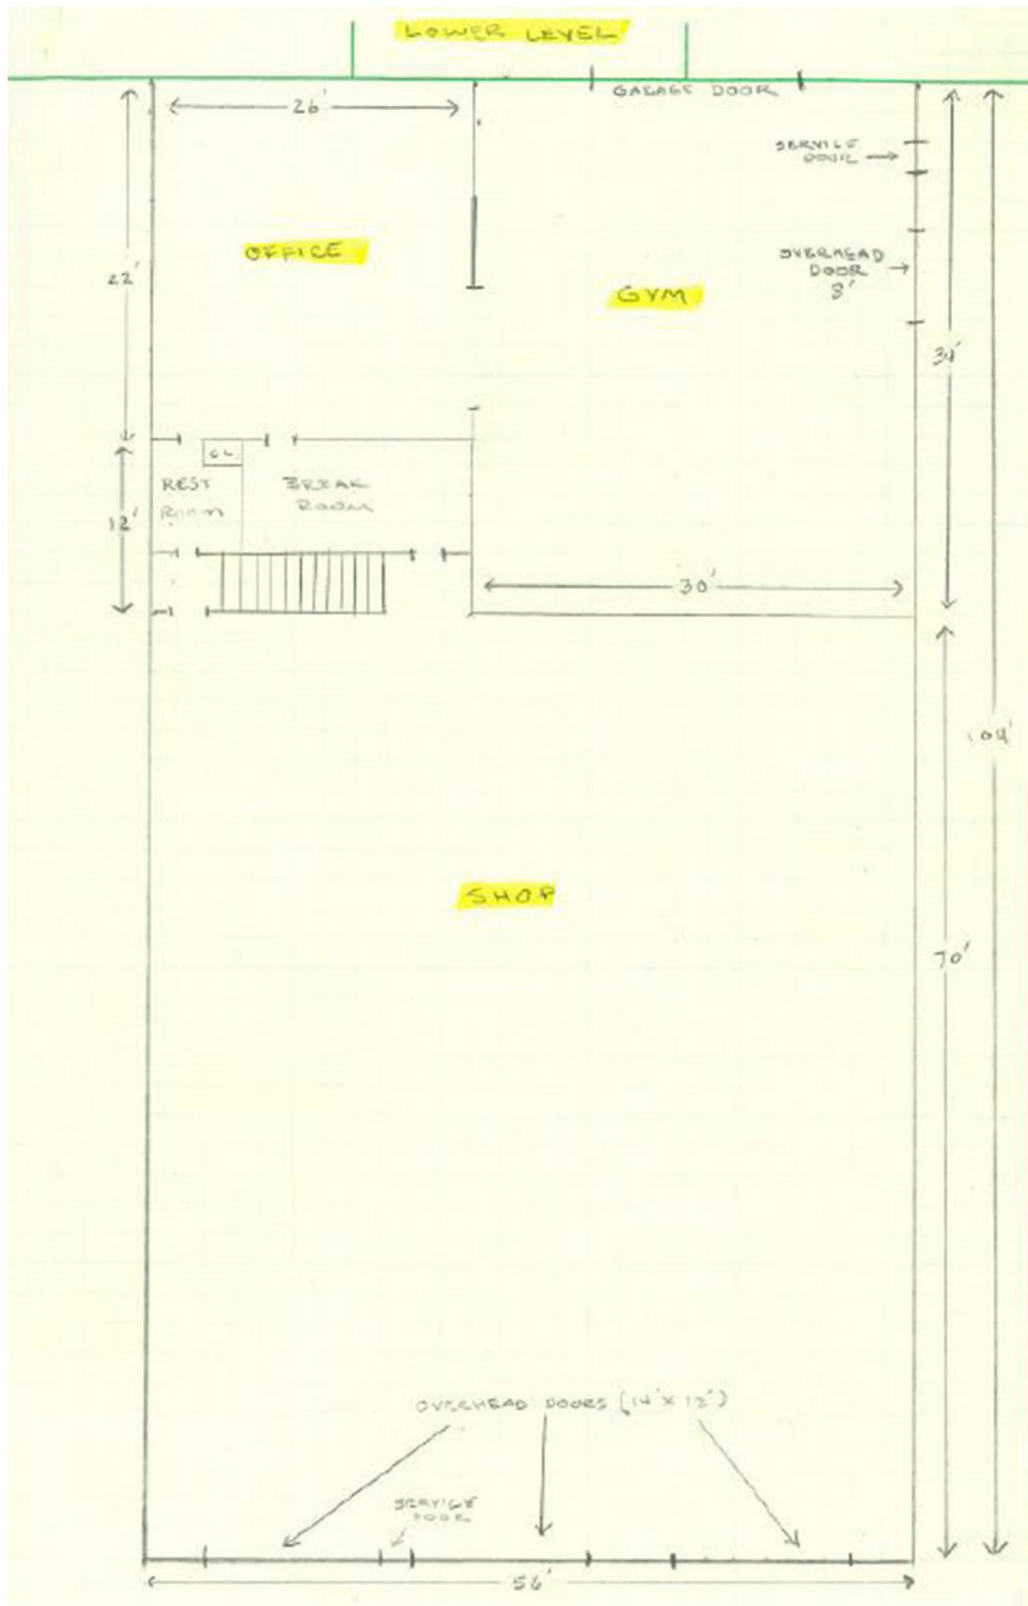 LOWER LEVEL
GARAGE DOOR
26'
SERVICE
DOOR
OFFICE
OVERHEAD
DOOR
8'
22'
GYM
34'
CL.
REST
ROOM
BREAK
ROOM
12'
30'
104'
SHOP
70'
OVERHEAD DOORS (14' X 12')
SERVICE
DOOR
56'